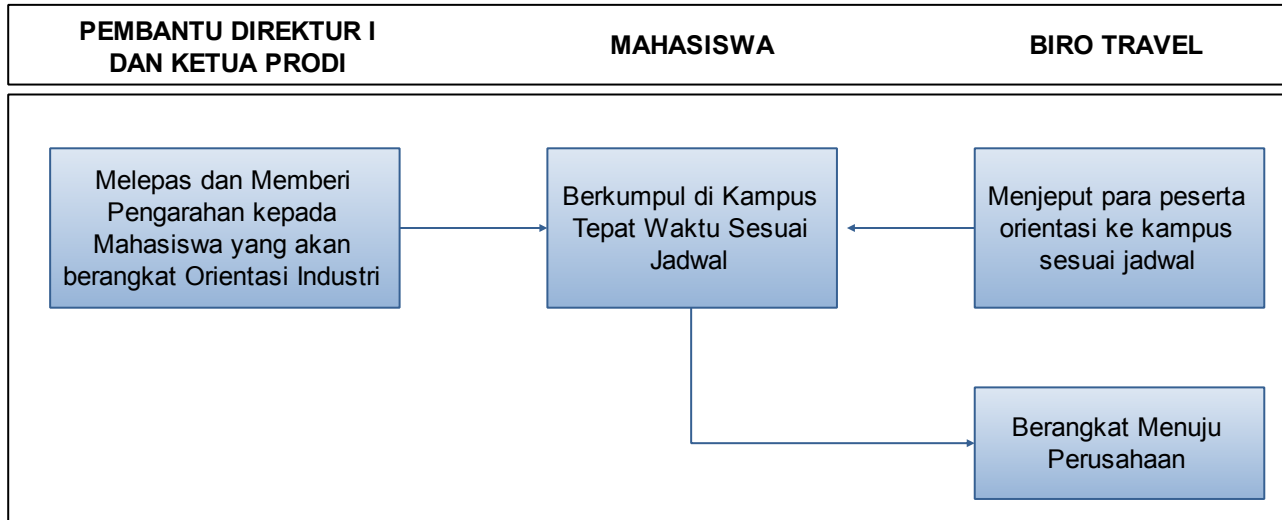 PEMBANTU DIREKTUR I
DAN KETUA PRODI
MAHASISWA
BIRO TRAVEL
Melepas dan Memberi
Pengarahan kepada
Mahasiswa yang akan
berangkat Orientasi Industri
Berkumpul di Kampus
Tepat Waktu Sesuai
Jadwal
Menjeput para peserta
orientasi ke kampus
sesuai jadwal
Berangkat Menuju
Perusahaan